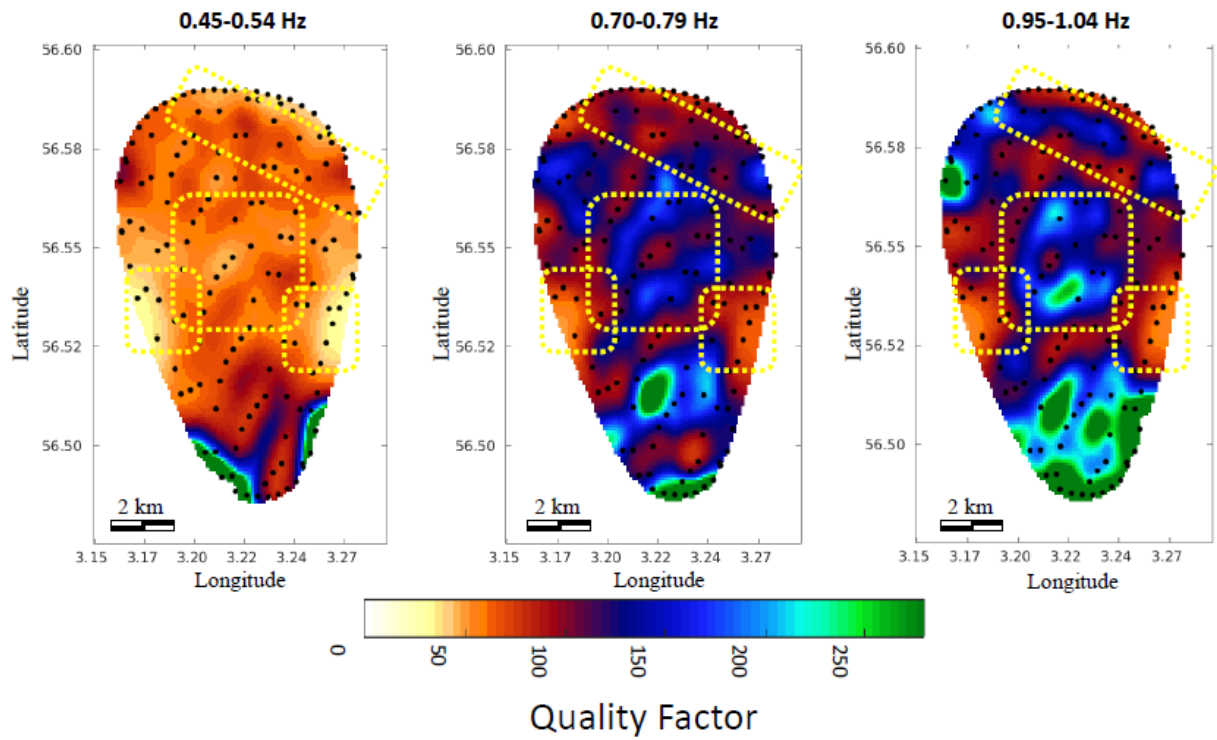 0.45-0.54 Hz 0.70-0.79 Hz 0.95-1.04 Hz
56.60 56.60 56.60
56.58 56.58 56.58
56.55 56.55 56.55
56.52 56.52 56.52
56.50 56.50 56.50
Latitude Latitude Latitude
2 km 2 km 2 km
3.15 3.17 3.20 3.22 3.24 3.27 3.15 3.17 3.20 3.22 3.24 3.27 3.15 3.17 3.20 3.22 3.24 3.27
Longitude Longitude Longitude
0 50 100 150 200 250
Quality Factor